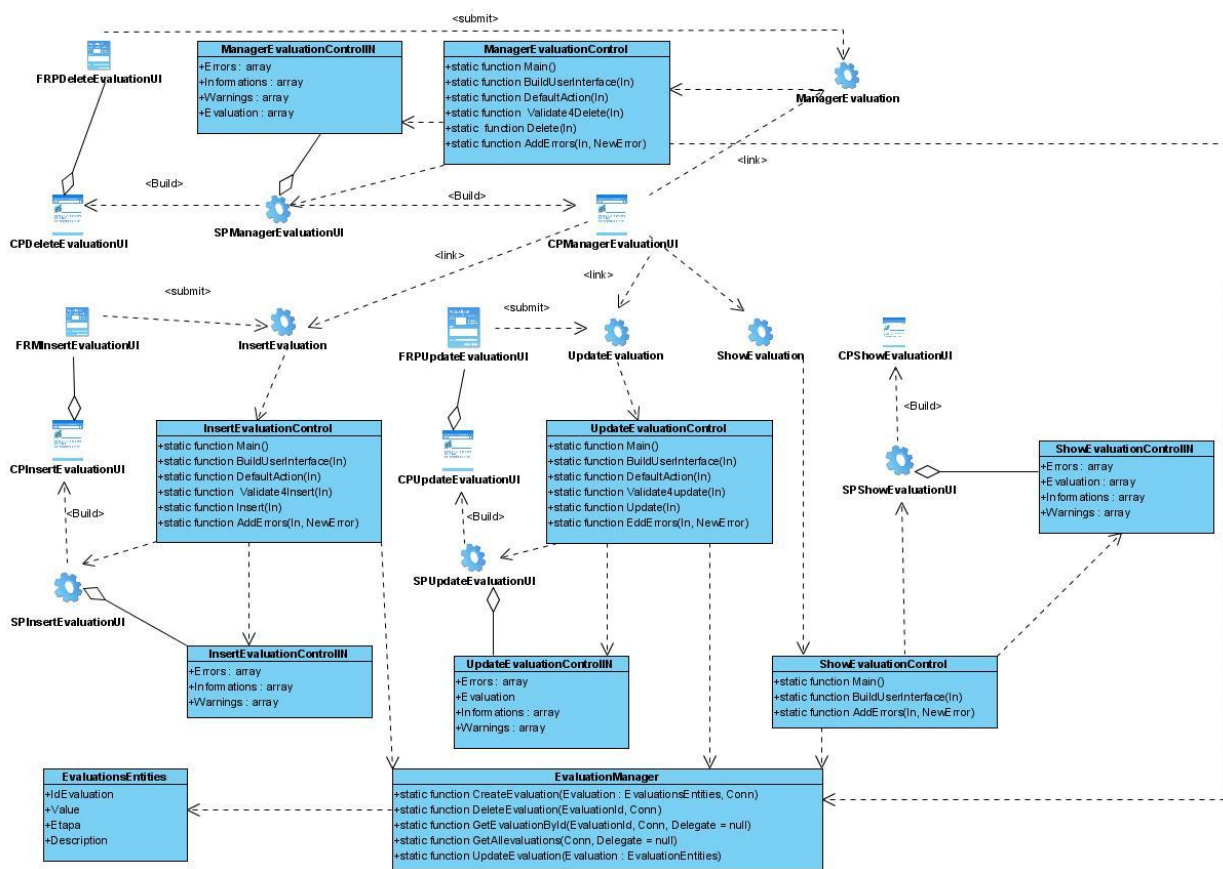 <submit>
FRPDeleteEvaluationUI
ManagerEvaluationControlIN
+Errors : array
+Informations : array
+Warnings : array
+Evaluation : array
ManagerEvaluationControl
+static function Main()
+static function BuildUserInterface(In)
+static function DefaultAction(In)
+static function Validate4Delete(In)
+static function Delete(In)
+static function AddErrors(In, NewError)
ManagerEvaluation
<link>
<Build>
<Build>
CPDeleteEvaluationUI
SPManagerEvaluationUI
CPManagerEvaluationUI
<link>
<link>
<submit>
<submit>
FRMInsertEvaluationUI
InsertEvaluation
FRPUpdateEvaluationUI
UpdateEvaluation
ShowEvaluation
CPShowEvaluationUI
<Build>
InsertEvaluationControl
+static function Main()
+static function BuildUserInterface(In)
+static function DefaultAction(In)
+static function Validate4Insert(In)
+static function Insert(In)
+static function AddErrors(In, NewError)
UpdateEvaluationControl
+static function Main()
+static function BuildUserInterface(In)
+static function DefaultAction(In)
+static function Validate4update(In)
+static function Update(In)
+static function EddErrors(In, NewError)
ShowEvaluationControlIN
+Errors : array
+Evaluation : array
+Informations : array
+Warnings : array
CPInsertEvaluationUI
CPUpdateEvaluationUI
SPShowEvaluationUI
<Build>
<Build>
SPUpdateEvaluationUI
SPInsertEvaluationUI
InsertEvaluationControlIN
+Errors : array
+Informations : array
+Warnings : array
UpdateEvaluationControlIN
+Errors : array
+Evaluation
+Informations : array
+Warnings : array
ShowEvaluationControl
+static function Main()
+static function BuildUserInterface(In)
+static function AddErrors(In, NewError)
EvaluationsEntities
+IdEvaluation
+Value
+Etapa
+Description
EvaluationManager
+static function CreateEvaluation(Evaluation : EvaluationsEntities, Conn)
+static function DeleteEvaluation(EvaluationId, Conn)
+static function GetEvaluationById(EvaluationId, Conn, Delegate = null)
+static function GetAllevaluations(Conn, Delegate = null)
+static function UpdateEvaluation(Evaluation : EvaluationEntities)